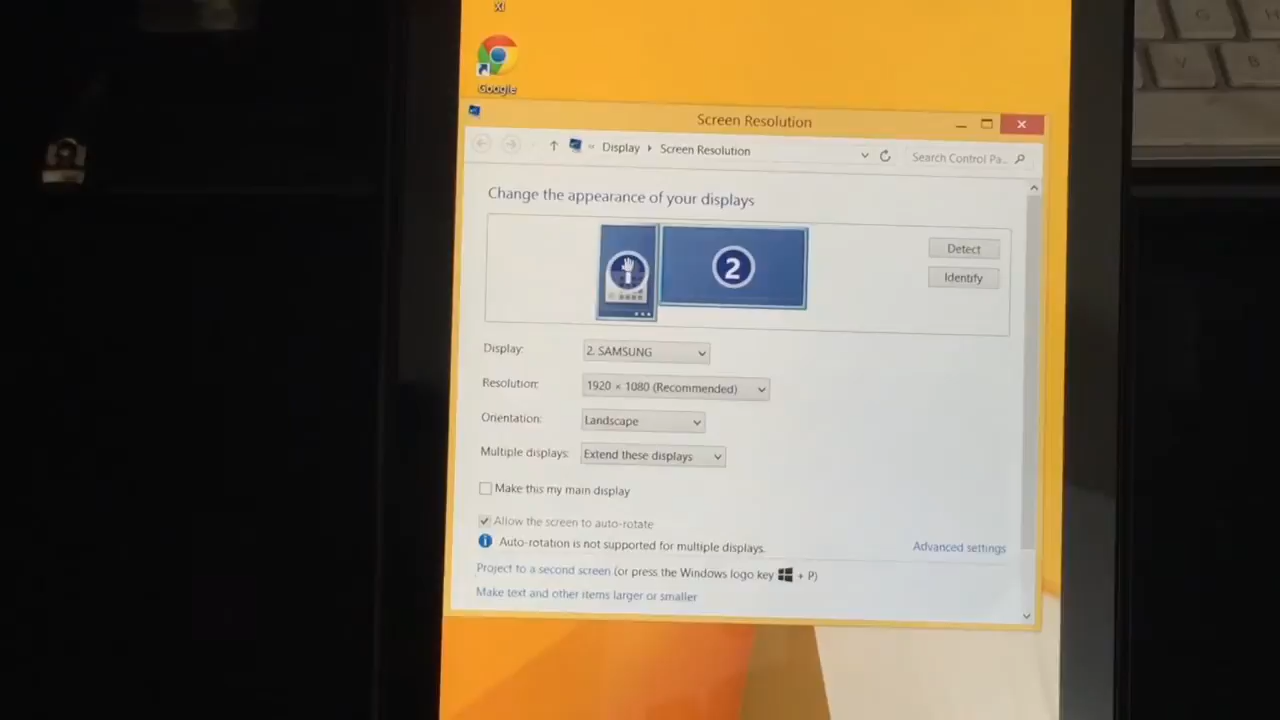 XI
Google
Screen Resolution
Display Screen Resolution
Search Control Pa...
Change the appearance of your displays
1 2
Detect
Identify
Display: 2. SAMSUNG
Resolution: 1920 × 1080 (Recommended)
Orientation: Landscape
Multiple displays: Extend these displays
Make this my main display
Allow the screen to auto-rotate
Auto-rotation is not supported for multiple displays.
Advanced settings
Project to a second screen (or press the Windows logo key + P)
Make text and other items larger or smaller
G
V
B